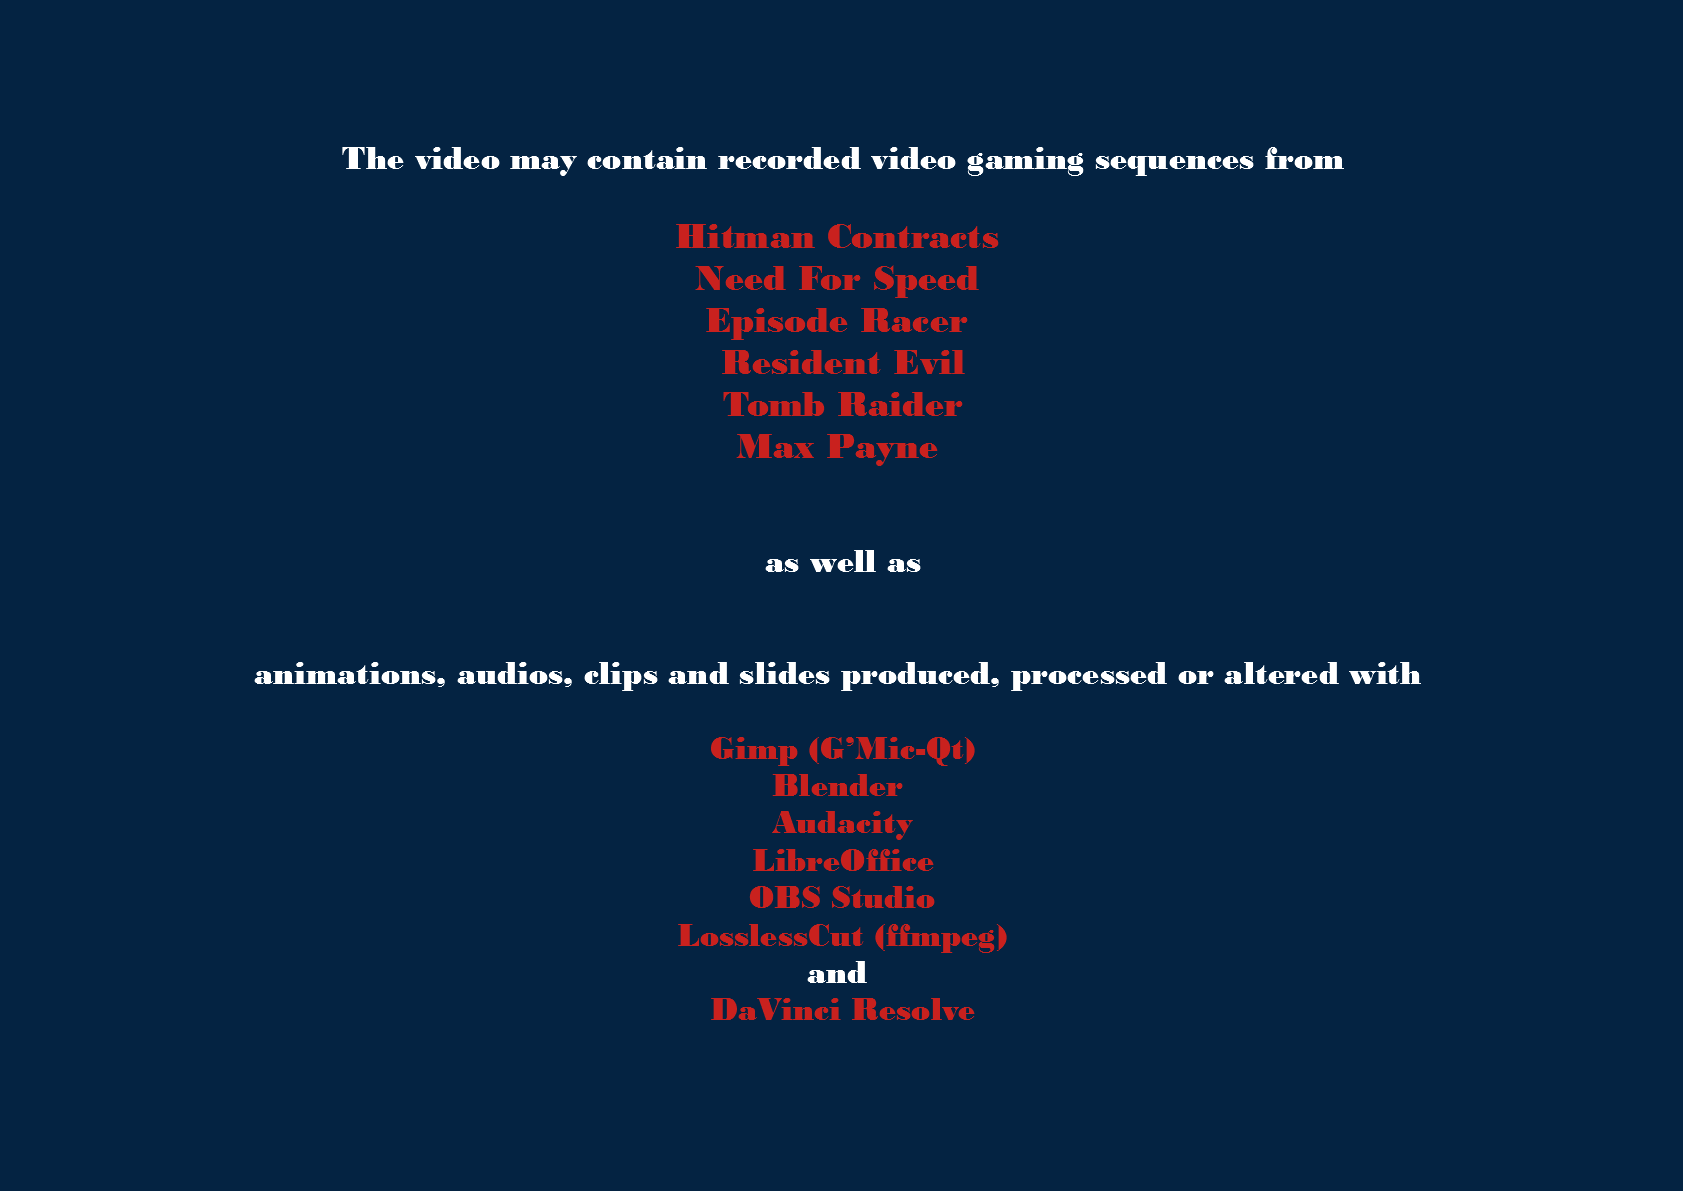 The video may contain recorded video gaming sequences from
Hitman Contracts
Need For Speed
Episode Racer
Resident Evil
Tomb Raider
Max Payne
as well as
animations, audios, clips and slides produced, processed or altered with
Gimp (G’Mic-Qt)
Blender
Audacity
LibreOffice
OBS Studio
LosslessCut (ffmpeg)
and
DaVinci Resolve